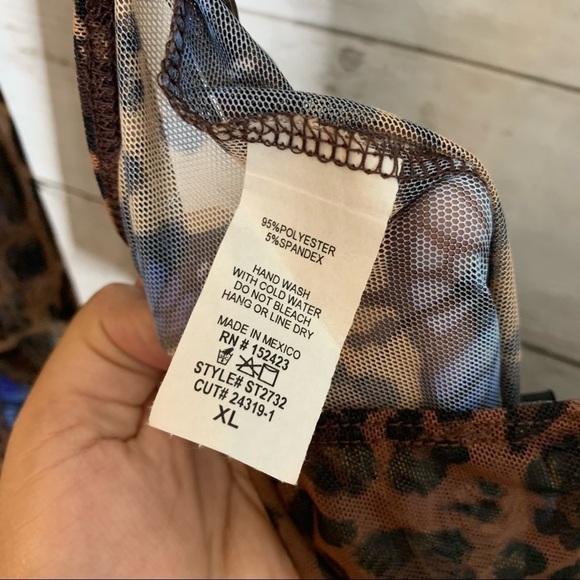 95%POLYESTER
5%SPANDEX
HAND WASH
WITH COLD WATER
DO NOT BLEACH
HANG OR LINE DRY
MADE IN MEXICO
RN # 152423
STYLE# ST2732
CUT# 24319-1
XL